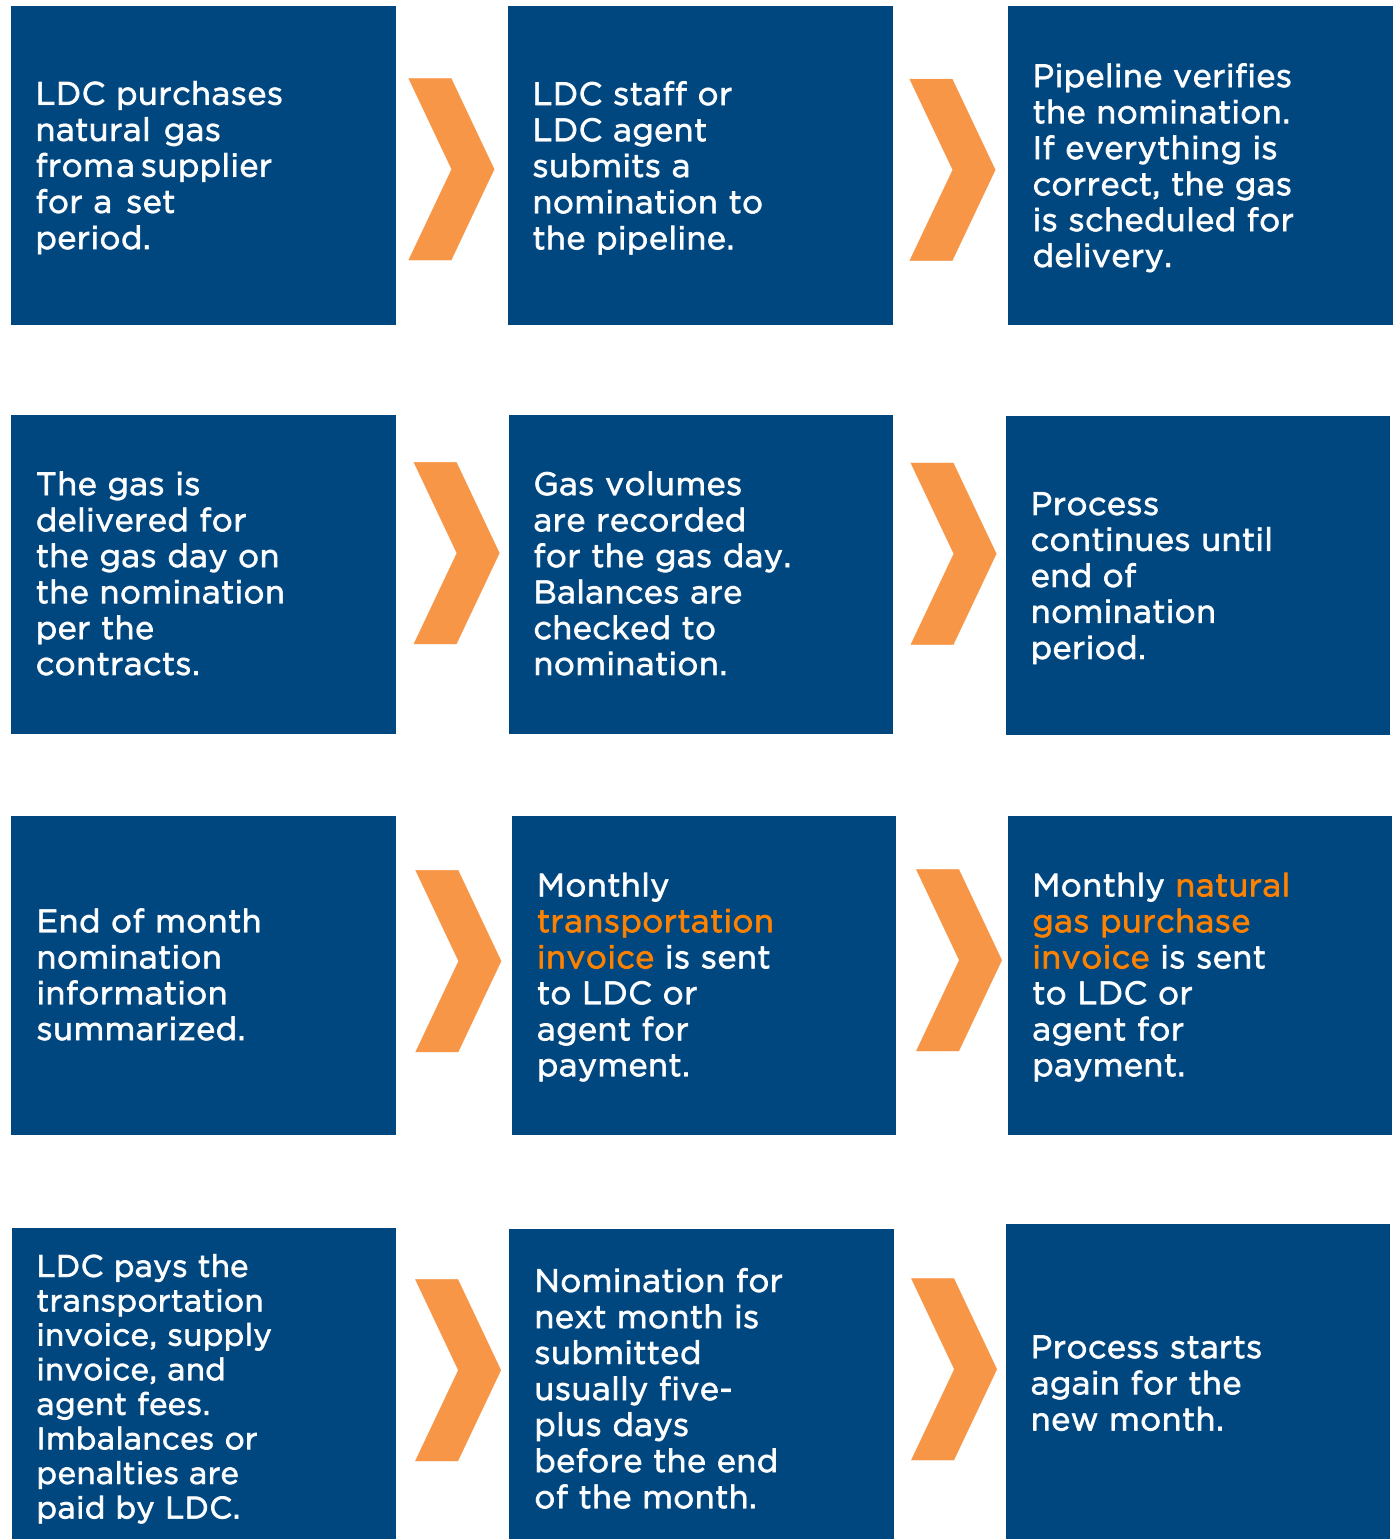 LDC purchases
natural gas
from a supplier
for a set
period.
LDC staff or
LDC agent
submits a
nomination to
the pipeline.
Pipeline verifies
the nomination.
If everything is
correct, the gas
is scheduled for
delivery.
The gas is
delivered for
the gas day on
the nomination
per the
contracts.
Gas volumes
are recorded
for the gas day.
Balances are
checked to
nomination.
Process
continues until
end of
nomination
period.
End of month
nomination
information
summarized.
Monthly
transportation
invoice is sent
to LDC or
agent for
payment.
Monthly natural
gas purchase
invoice is sent
to LDC or
agent for
payment.
LDC pays the
transportation
invoice, supply
invoice, and
agent fees.
Imbalances or
penalties are
paid by LDC.
Nomination for
next month is
submitted
usually five-
plus days
before the end
of the month.
Process starts
again for the
new month.